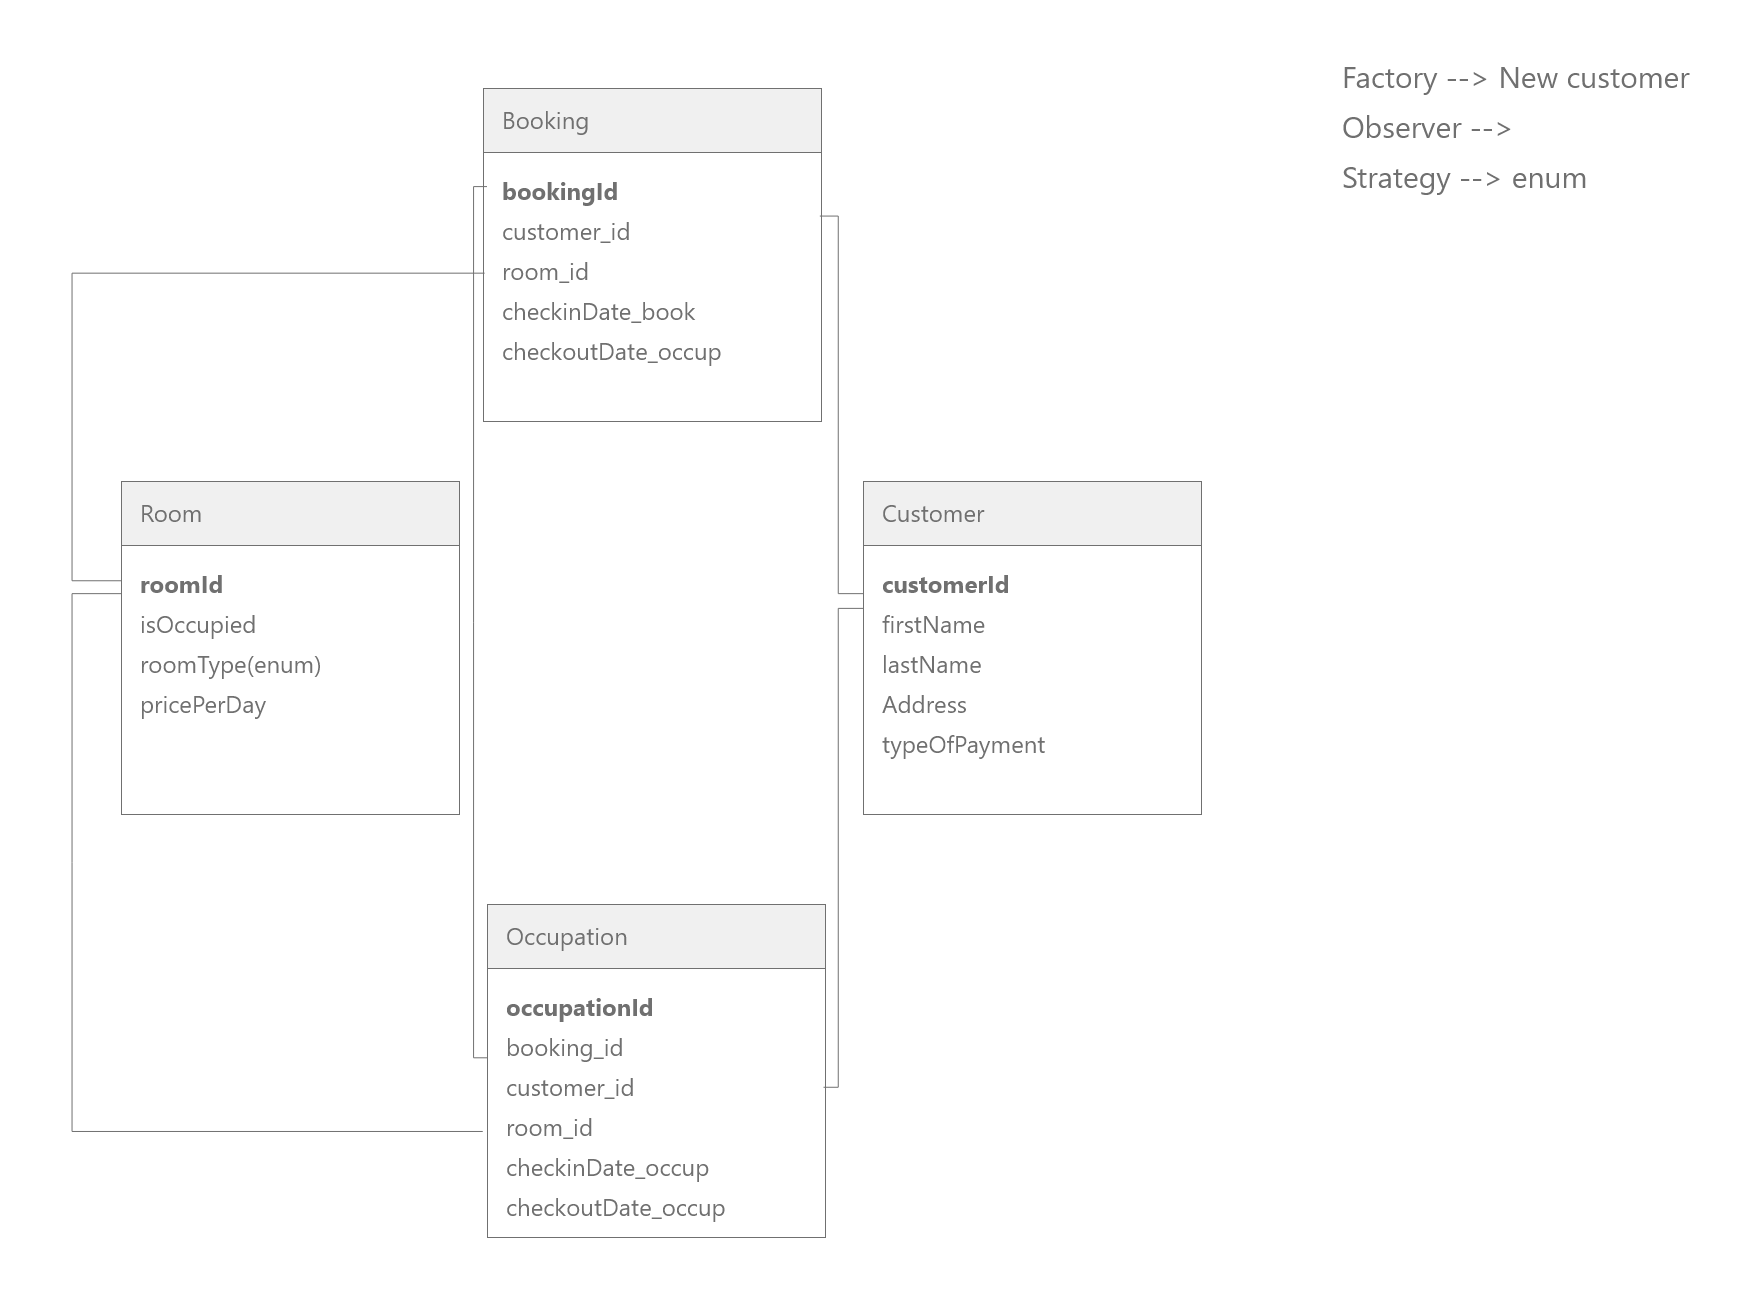 Factory --> New customer
Observer -->
Strategy --> enum
Booking
bookingId
customer_id
room_id
checkinDate_book
checkoutDate_occup
Room
roomId
isOccupied
roomType(enum)
pricePerDay
Customer
customerId
firstName
lastName
Address
typeOfPayment
Occupation
occupationId
booking_id
customer_id
room_id
checkinDate_occup
checkoutDate_occup